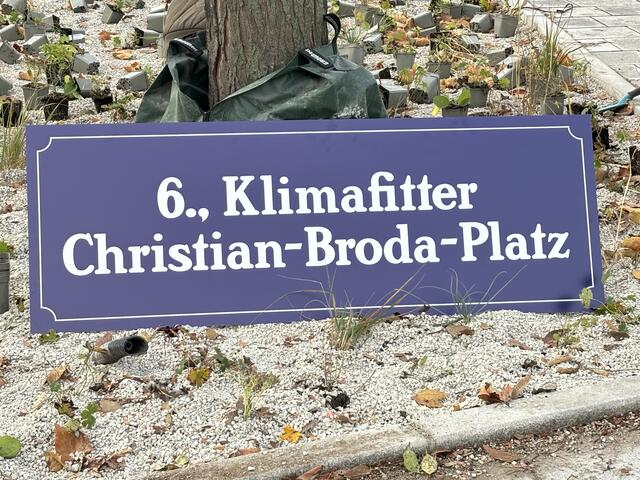 6., Klimafitter
Christian-Broda-Platz